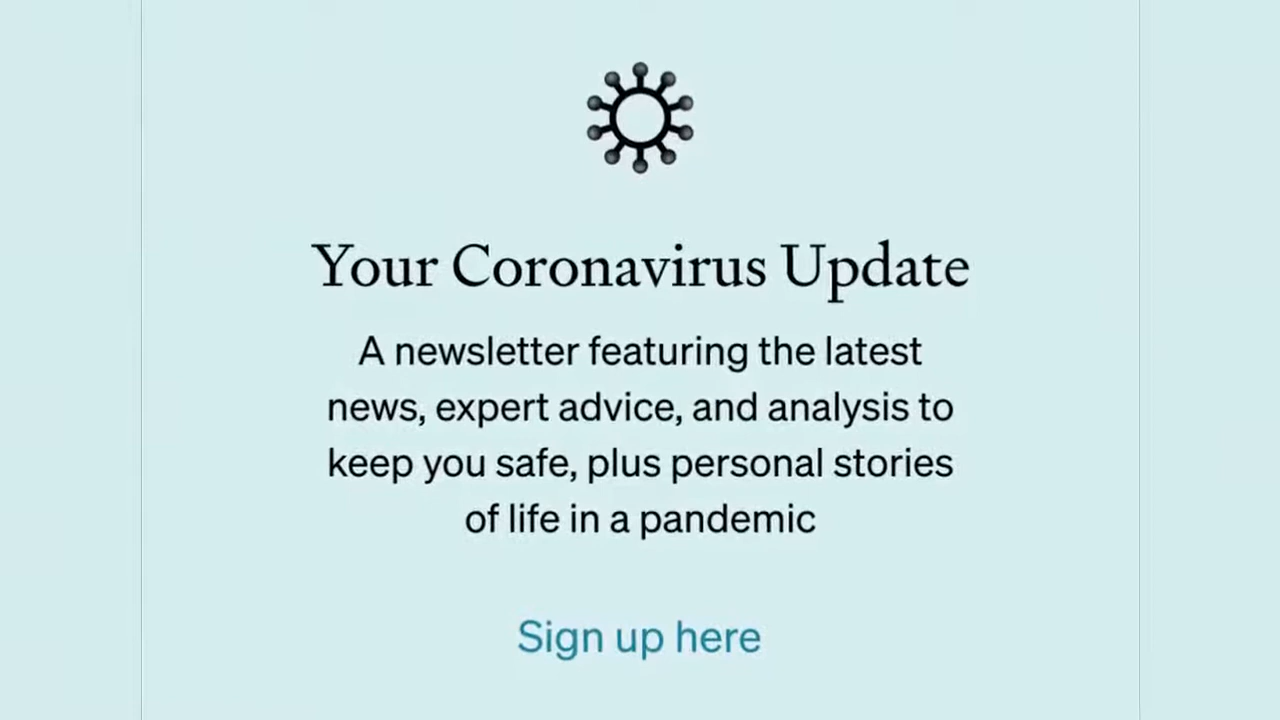 Your Coronavirus Update
A newsletter featuring the latest
news, expert advice, and analysis to
keep you safe, plus personal stories
of life in a pandemic
Sign up here